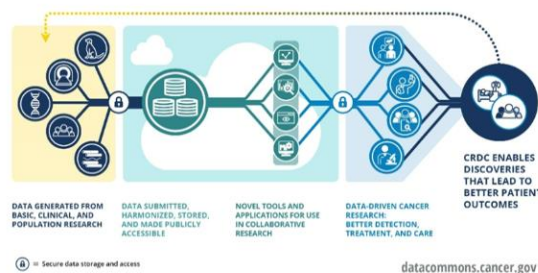 DATA GENERATED FROM
BASIC, CLINICAL, AND
POPULATION RESEARCH
DATA SUBMITTED,
HARMONIZED, STORED,
AND MADE PUBLICLY
ACCESSIBLE
NOVEL TOOLS AND
APPLICATIONS FOR USE
IN COLLABORATIVE
RESEARCH
DATA-DRIVEN CANCER
RESEARCH:
BETTER DETECTION,
TREATMENT, AND CARE
CRDC ENABLES
DISCOVERIES
THAT LEAD TO
BETTER PATIEN
OUTCOMES
= Secure data storage and access
datacommons.cancer.gov